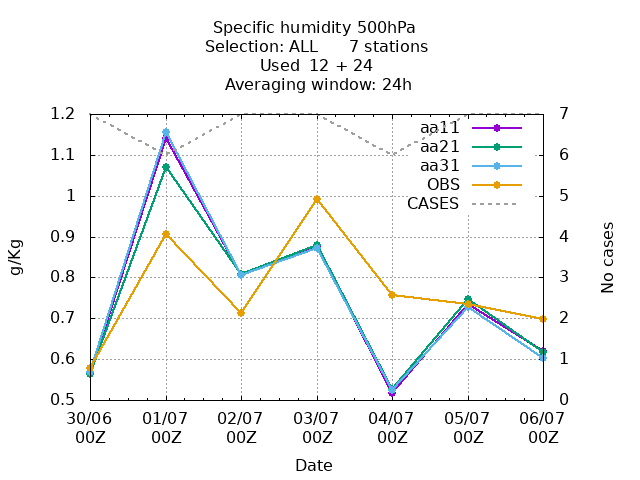 Specific humidity 500hPa
Selection: ALL 7 stations
Used 12 + 24
Averaging window: 24h
1.2
1.1
1
0.9
0.8
0.7
0.6
0.5
g/Kg
7
6
5
4
3
2
1
0
No cases
aa11
aa21
aa31
OBS
CASES
30/06 01/07 02/07 03/07 04/07 05/07 06/07
00Z 00Z 00Z 00Z 00Z 00Z 00Z
Date